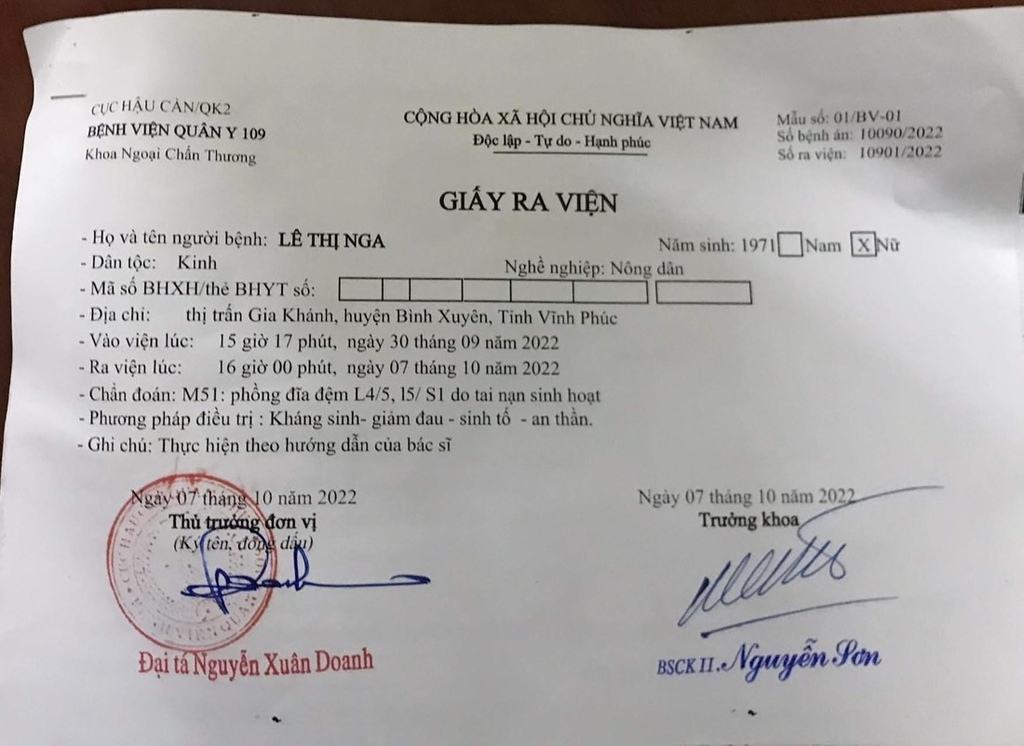 CỤC HẬU CẦN/QK2
BỆNH VIỆN QUÂN Y 109
Khoa Ngoại Chấn Thương
CỘNG HÒA XÃ HỘI CHỦ NGHĨA VIỆT NAM
Độc lập - Tự do - Hạnh phúc
Mẫu số: 01/BV-01
Số bệnh án: 10090/2022
Số ra viện: 10901/2022
GIẤY RA VIỆN
- Họ và tên người bệnh: LÊ THỊ NGA Năm sinh: 1971 Nam X Nữ
- Dân tộc: Kinh Nghề nghiệp: Nông dân
- Mã số BHXH/thẻ BHYT số:
- Địa chỉ: thị trấn Gia Khánh, huyện Bình Xuyên, Tỉnh Vĩnh Phúc
- Vào viện lúc: 15 giờ 17 phút, ngày 30 tháng 09 năm 2022
- Ra viện lúc: 16 giờ 00 phút, ngày 07 tháng 10 năm 2022
- Chẩn đoán: M51: phồng đĩa đệm L4/5, l5/ S1 do tai nạn sinh hoạt
- Phương pháp điều trị : Kháng sinh- giảm đau - sinh tố - an thần.
- Ghi chú: Thực hiện theo hướng dẫn của bác sĩ
Ngày 07 tháng 10 năm 2022
Thủ trưởng đơn vị
(Ký tên, đóng dấu)
Đại tá Nguyễn Xuân Doanh
Ngày 07 tháng 10 năm 2022
Trưởng khoa
BSCK II. Nguyễn Sơn